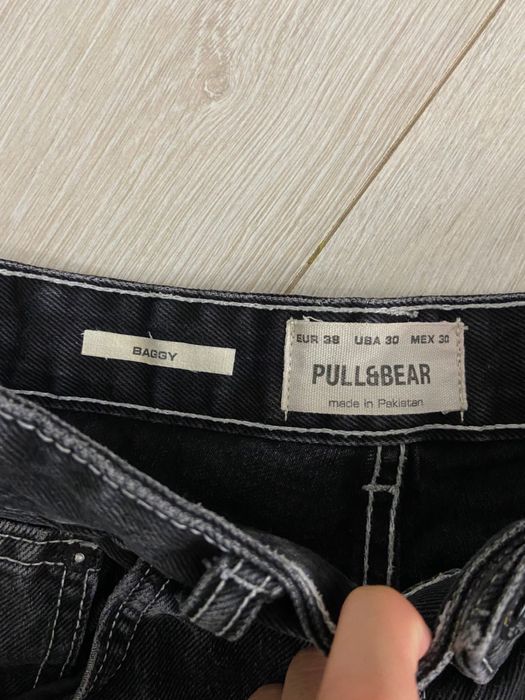 BAGGY
EUR 38 USA 30 MEX 30
PULL&BEAR
made in Pakistan